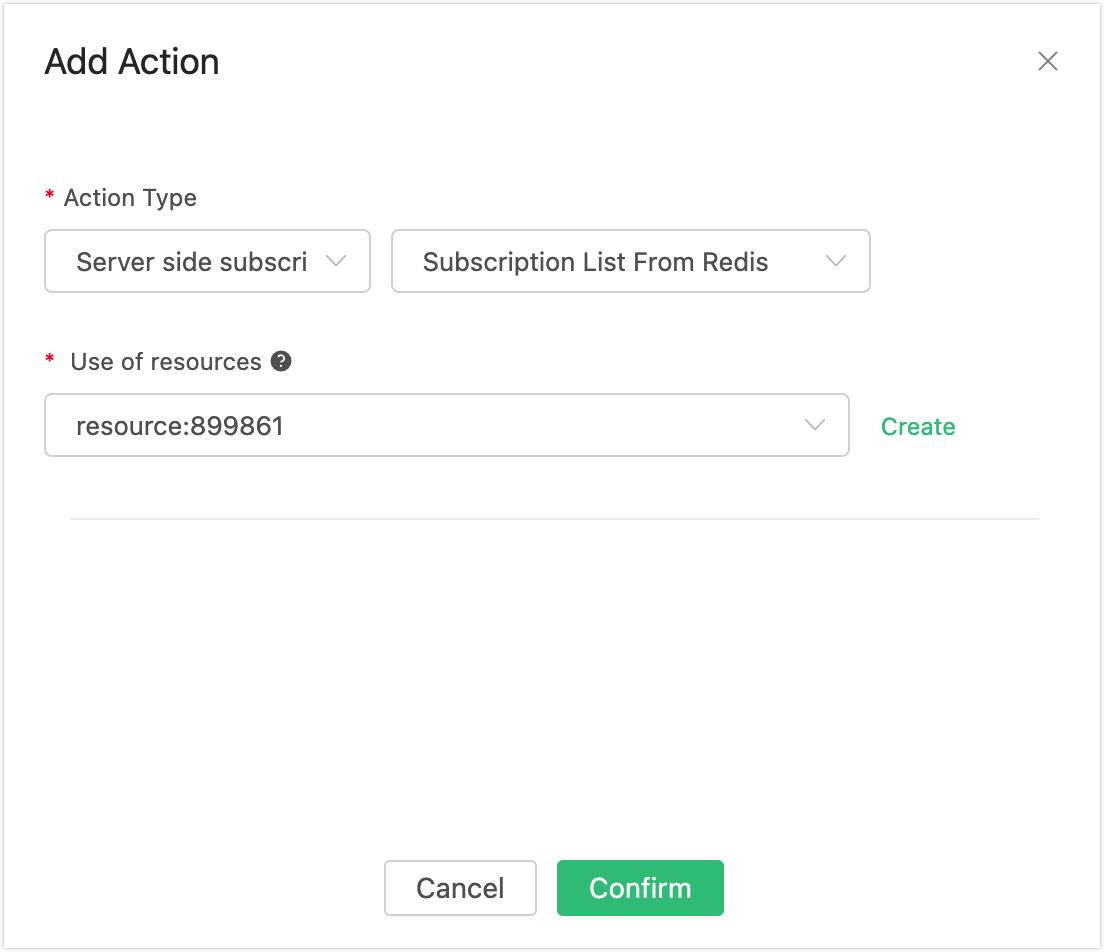 Add Action
* Action Type
Server side subscri
Subscription List From Redis
* Use of resources ?
resource:899861
Create
Cancel
Confirm